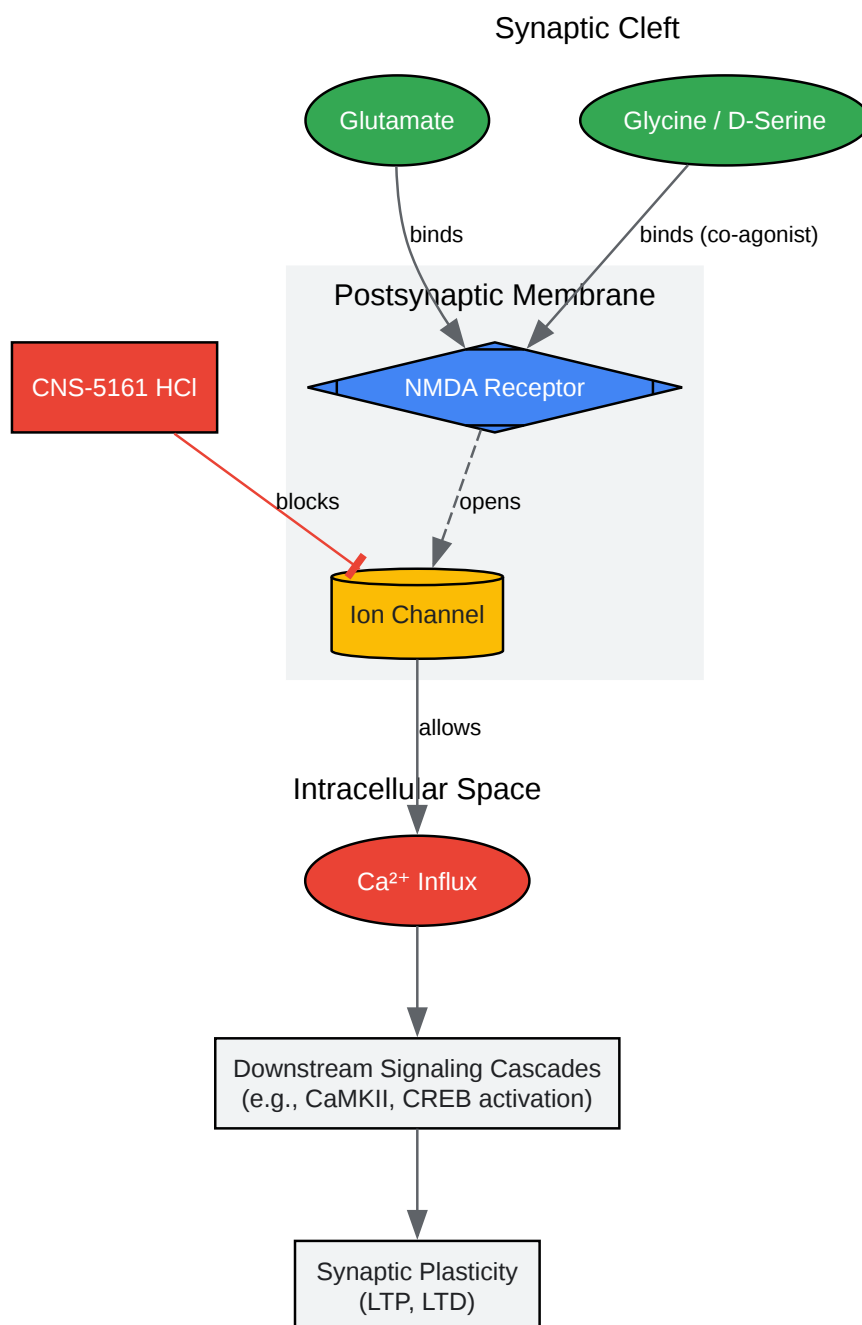 Synaptic Cleft
Glutamate
Glycine / D-Serine
binds
binds (co-agonist)
Postsynaptic Membrane
CNS-5161 HCl
NMDA Receptor
blocks
opens
Ion Channel
allows
Intracellular Space
Ca²⁺ Influx
Downstream Signaling Cascades
(e.g., CaMKII, CREB activation)
Synaptic Plasticity
(LTP, LTD)